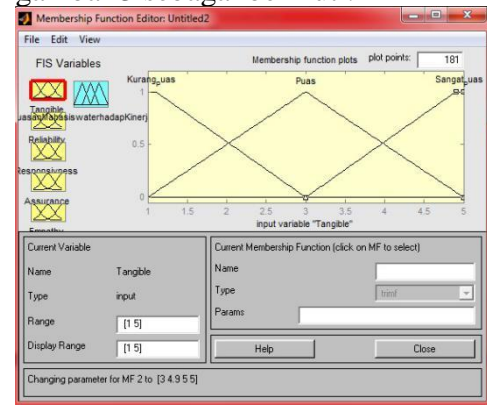 Membership Function Editor: Untitled2
File Edit View
FIS Variables
Membership function plots plot points: 181
Kurang_puas Puas Sangat_puas
1
0.5
0
Tangible
Reliability
Responsivness
Assurance
Empathy
1 1.5 2 2.5 3 3.5 4 4.5 5
input variable "Tangible"
Current Variable
Name Tangible
Type input
Range [1 5]
Display Range [1 5]
Current Membership Function (click on MF to select)
Name
Type trimf
Params
Help Close
Changing parameter for MF 2 to [3 4.9 5 5]